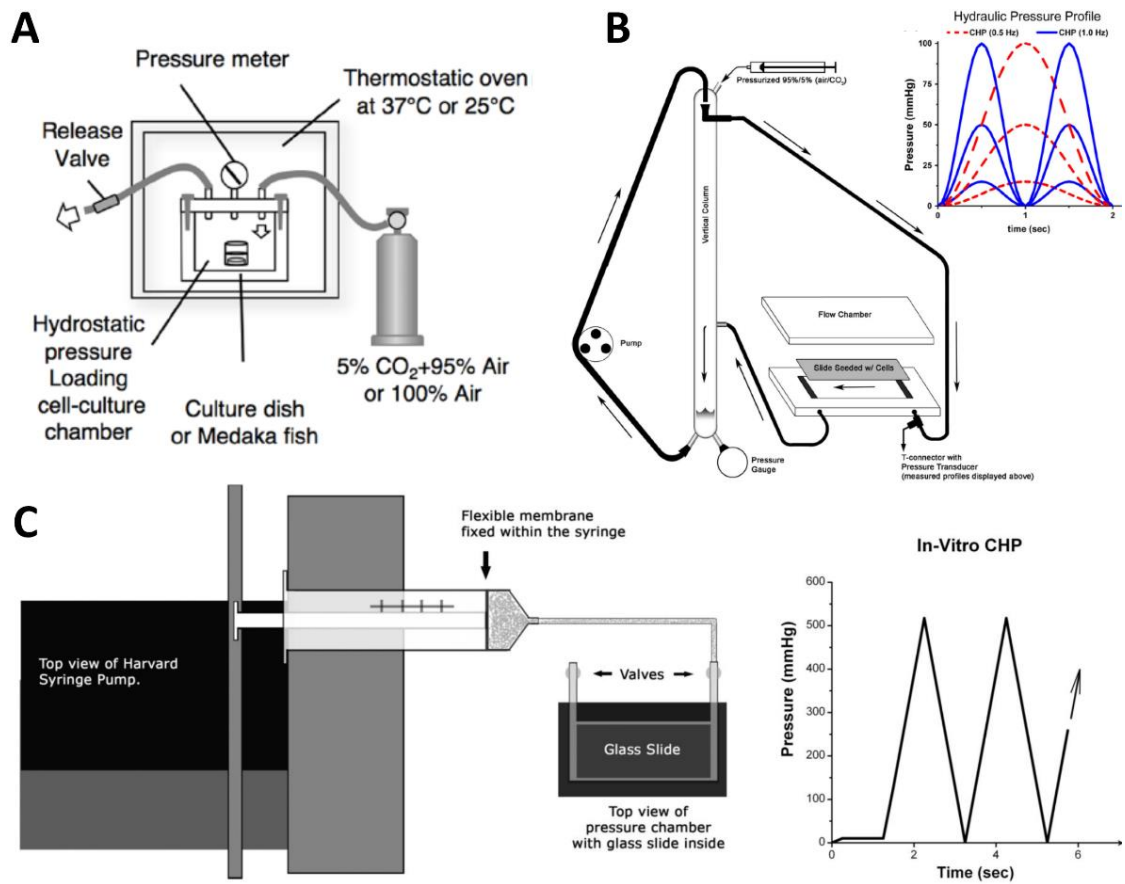 A
Pressure meter
Thermostatic oven
at 37°C or 25°C
Release
Valve
Hydrostatic
pressure
Loading
cell-culture
chamber
Culture dish
or Medaka fish
5% CO₂+95% Air
or 100% Air
B
Hydraulic Pressure Profile
CHP (0.5 Hz)
CHP (1.0 Hz)
Pressure (mmHg)
100
75
50
25
0
0
1
2
time (sec)
Pressurized 95%/5% (air/CO₂)
Vertical Column
Pump
Flow Chamber
Slide Seeded w/ Cells
Pressure
Gauge
T-connector with
Pressure Transducer
(measured profiles displayed above)
C
Flexible membrane
fixed within the syringe
Top view of Harvard
Syringe Pump.
Valves
Glass Slide
Top view of
pressure chamber
with glass slide inside
In-Vitro CHP
Pressure (mmHg)
600
500
400
300
200
100
0
2
4
6
Time (sec)